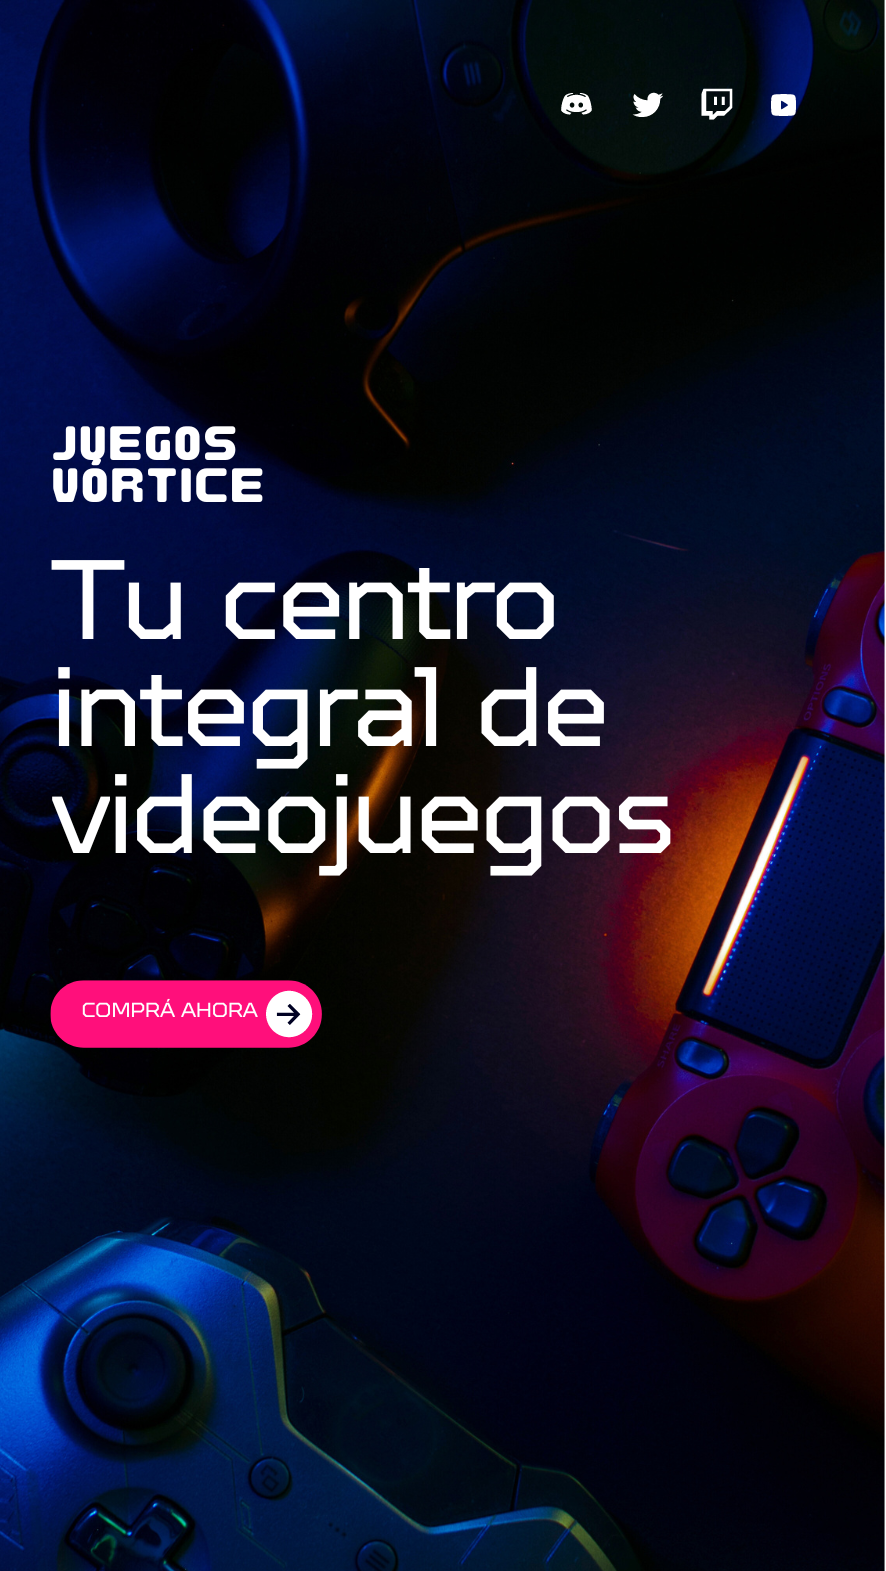 JUEGOS
VÓRTICE
Tu centro
integral de
videojuegos
COMPRÁ AHORA